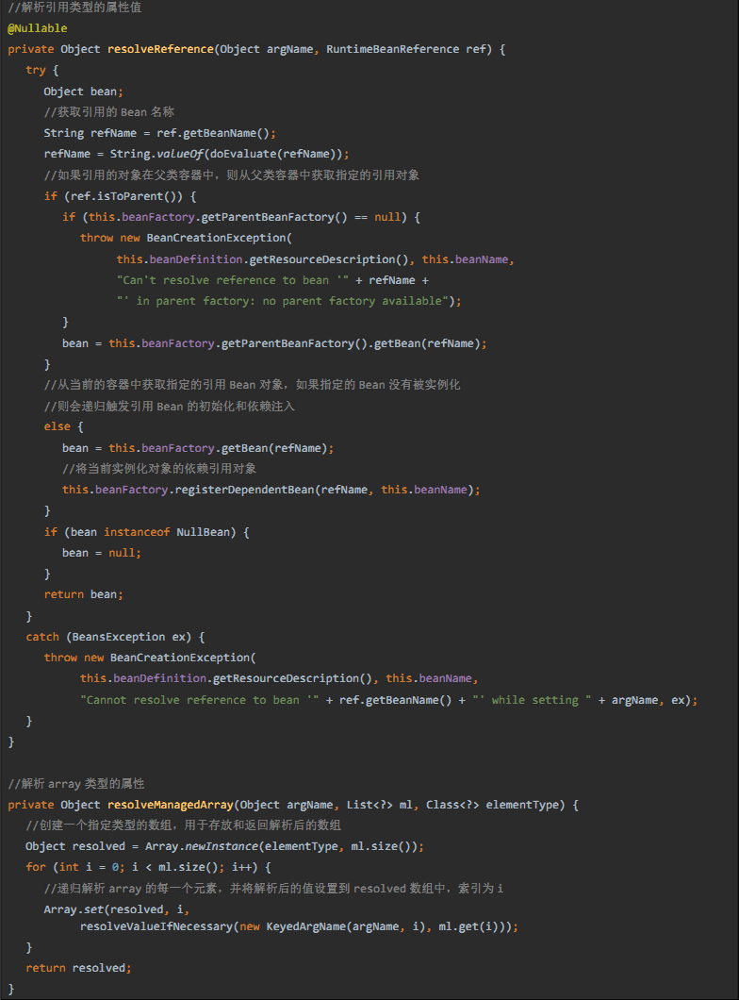 //解析引用类型的属性值
@Nullable
private Object resolveReference(Object argName, RuntimeBeanReference ref) {
try {
Object bean;
//获取引用的 Bean 名称
String refName = ref.getBeanName();
refName = String.valueOf(doEvaluate(refName));
//如果引用的对象在父类容器中，则从父类容器中获取指定的引用对象
if (ref.isToParent()) {
if (this.beanFactory.getParentBeanFactory() == null) {
throw new BeanCreationException(
this.beanDefinition.getResourceDescription(), this.beanName,
"Can't resolve reference to bean '" + refName +
"' in parent factory: no parent factory available");
}
bean = this.beanFactory.getParentBeanFactory().getBean(refName);
}
//从当前的容器中获取指定的引用 Bean 对象，如果指定的 Bean 没有被实例化
//则会递归触发引用 Bean 的初始化和依赖注入
else {
bean = this.beanFactory.getBean(refName);
//将当前实例化对象的依赖引用对象
this.beanFactory.registerDependentBean(refName, this.beanName);
}
if (bean instanceof NullBean) {
bean = null;
}
return bean;
}
catch (BeansException ex) {
throw new BeanCreationException(
this.beanDefinition.getResourceDescription(), this.beanName,
"Cannot resolve reference to bean '" + ref.getBeanName() + "' while setting " + argName, ex);
}
}
//解析 array 类型的属性
private Object resolveManagedArray(Object argName, List<?> ml, Class<?> elementType) {
//创建一个指定类型的数组，用于存放和返回解析后的数组
Object resolved = Array.newInstance(elementType, ml.size());
for (int i = 0; i < ml.size(); i++) {
//递归解析 array 的每一个元素，并将解析后的值设置到 resolved 数组中，索引为 i
Array.set(resolved, i,
resolveValueIfNecessary(new KeyedArgName(argName, i), ml.get(i)));
}
return resolved;
}